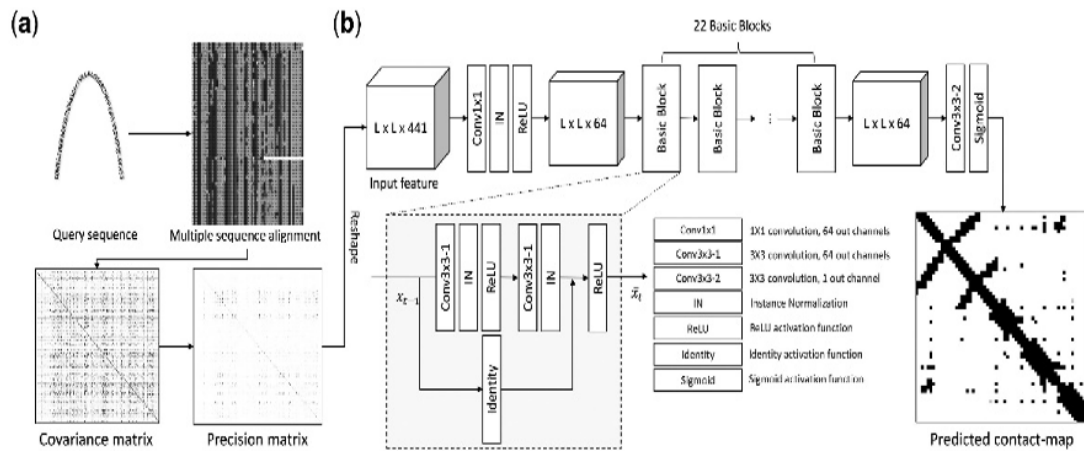 (a)
Query sequence
Multiple sequence alignment
Covariance matrix
Precision matrix
Reshape
(b)
22 Basic Blocks
L x L x 441
Input feature
Conv1x1
IN
ReLU
L x L x 64
Basic Block
Basic Block
...
Basic Block
L x L x 64
Conv3x3-2
Sigmoid
Conv3x3-1
IN
ReLU
Conv3x3-1
IN
ReLU
Identity
Conv1x1 1X1 convolution, 64 out channels
Conv3x3-1 3X3 convolution, 64 out channels
Conv3x3-2 3X3 convolution, 1 out channel
IN Instance Normalization
ReLU ReLU activation function
Identity Identity activation function
Sigmoid Sigmoid activation function
Predicted contact-map